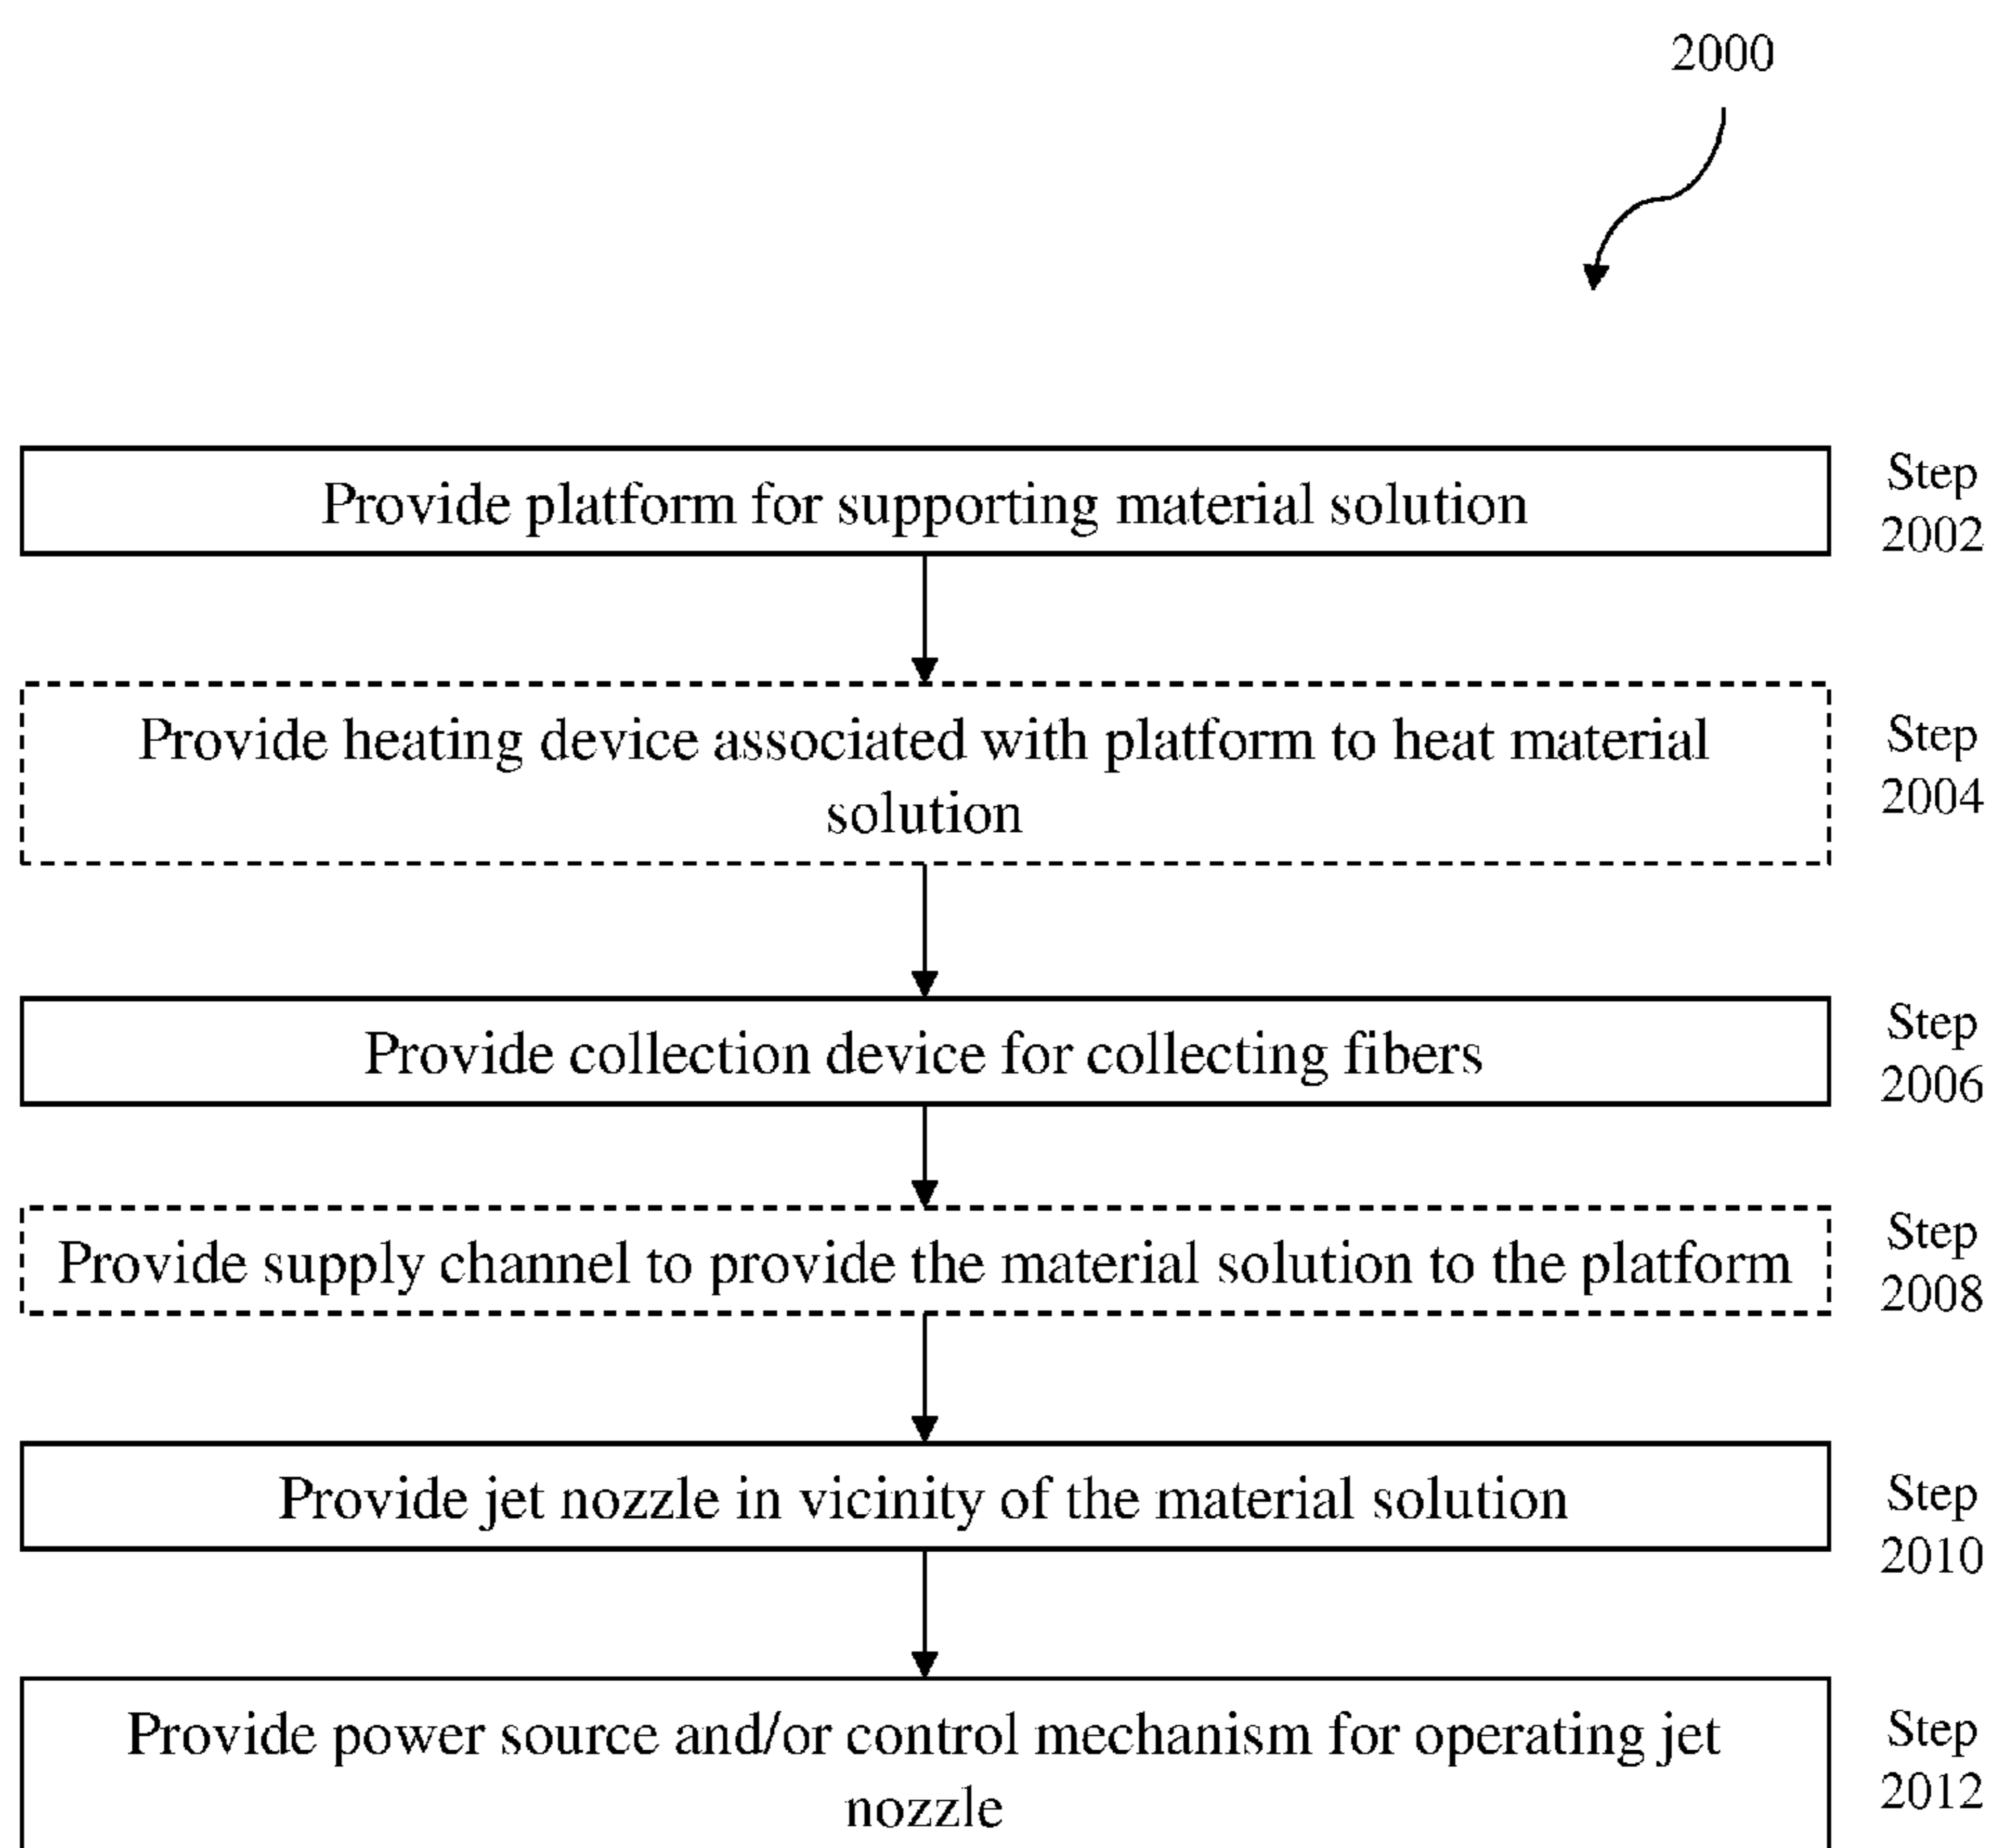 2000
Provide platform for supporting material solution
Step
2002
Provide heating device associated with platform to heat material
solution
Step
2004
Provide collection device for collecting fibers
Step
2006
Provide supply channel to provide the material solution to the platform
Step
2008
Provide jet nozzle in vicinity of the material solution
Step
2010
Provide power source and/or control mechanism for operating jet
nozzle
Step
2012